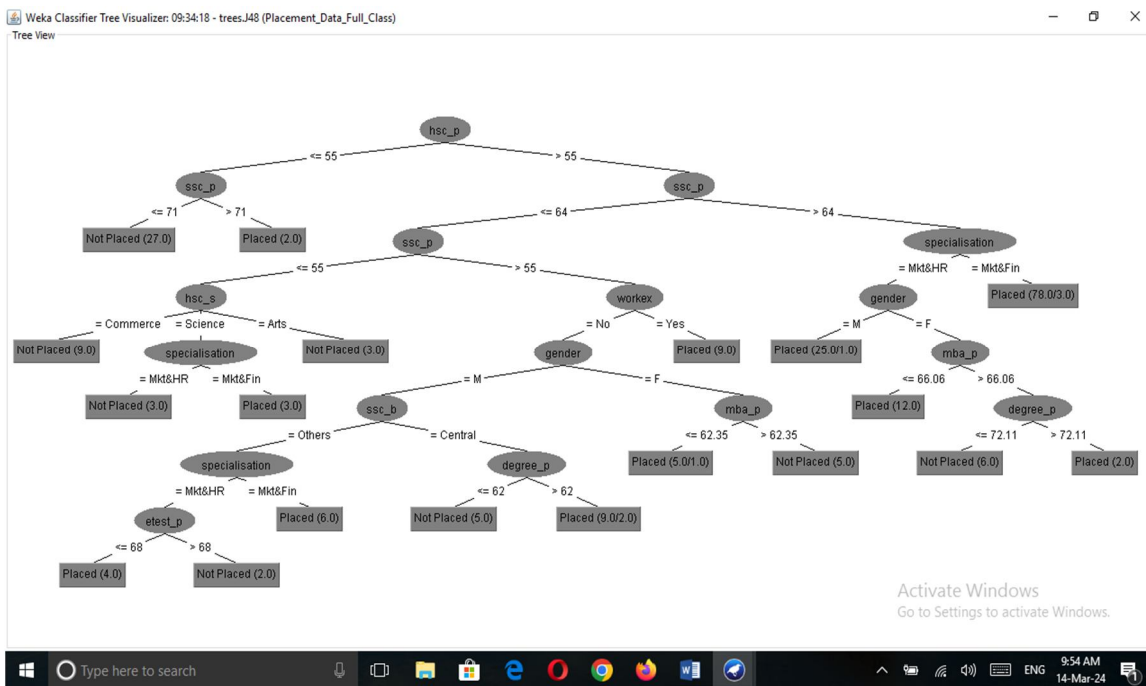 Weka Classifier Tree Visualizer: 09:34:18 - trees.J48 (Placement_Data_Full_Class)
Tree View
hsc_p
<= 55 > 55
ssc_p ssc_p
<= 71 > 71 <= 64 > 64
Not Placed (27.0) Placed (2.0) ssc_p specialisation
<= 55 > 55 = Mkt&HR = Mkt&Fin
hsc_s workex gender Placed (78.0/3.0)
= Commerce = Science = Arts = No = Yes = M = F
Not Placed (9.0) specialisation Not Placed (3.0) gender Placed (9.0) Placed (25.0/1.0) mba_p
= Mkt&HR = Mkt&Fin = M = F <= 66.06 > 66.06
Not Placed (3.0) Placed (3.0) ssc_b mba_p Placed (12.0) degree_p
= Others = Central <= 62.35 > 62.35 <= 72.11 > 72.11
specialisation degree_p Placed (5.0/1.0) Not Placed (5.0) Not Placed (6.0) Placed (2.0)
= Mkt&HR = Mkt&Fin <= 62 > 62
etest_p Placed (6.0) Not Placed (5.0) Placed (9.0/2.0)
<= 68 > 68
Placed (4.0) Not Placed (2.0)
Activate Windows
Go to Settings to activate Windows.
Type here to search
ENG
9:54 AM
14-Mar-24